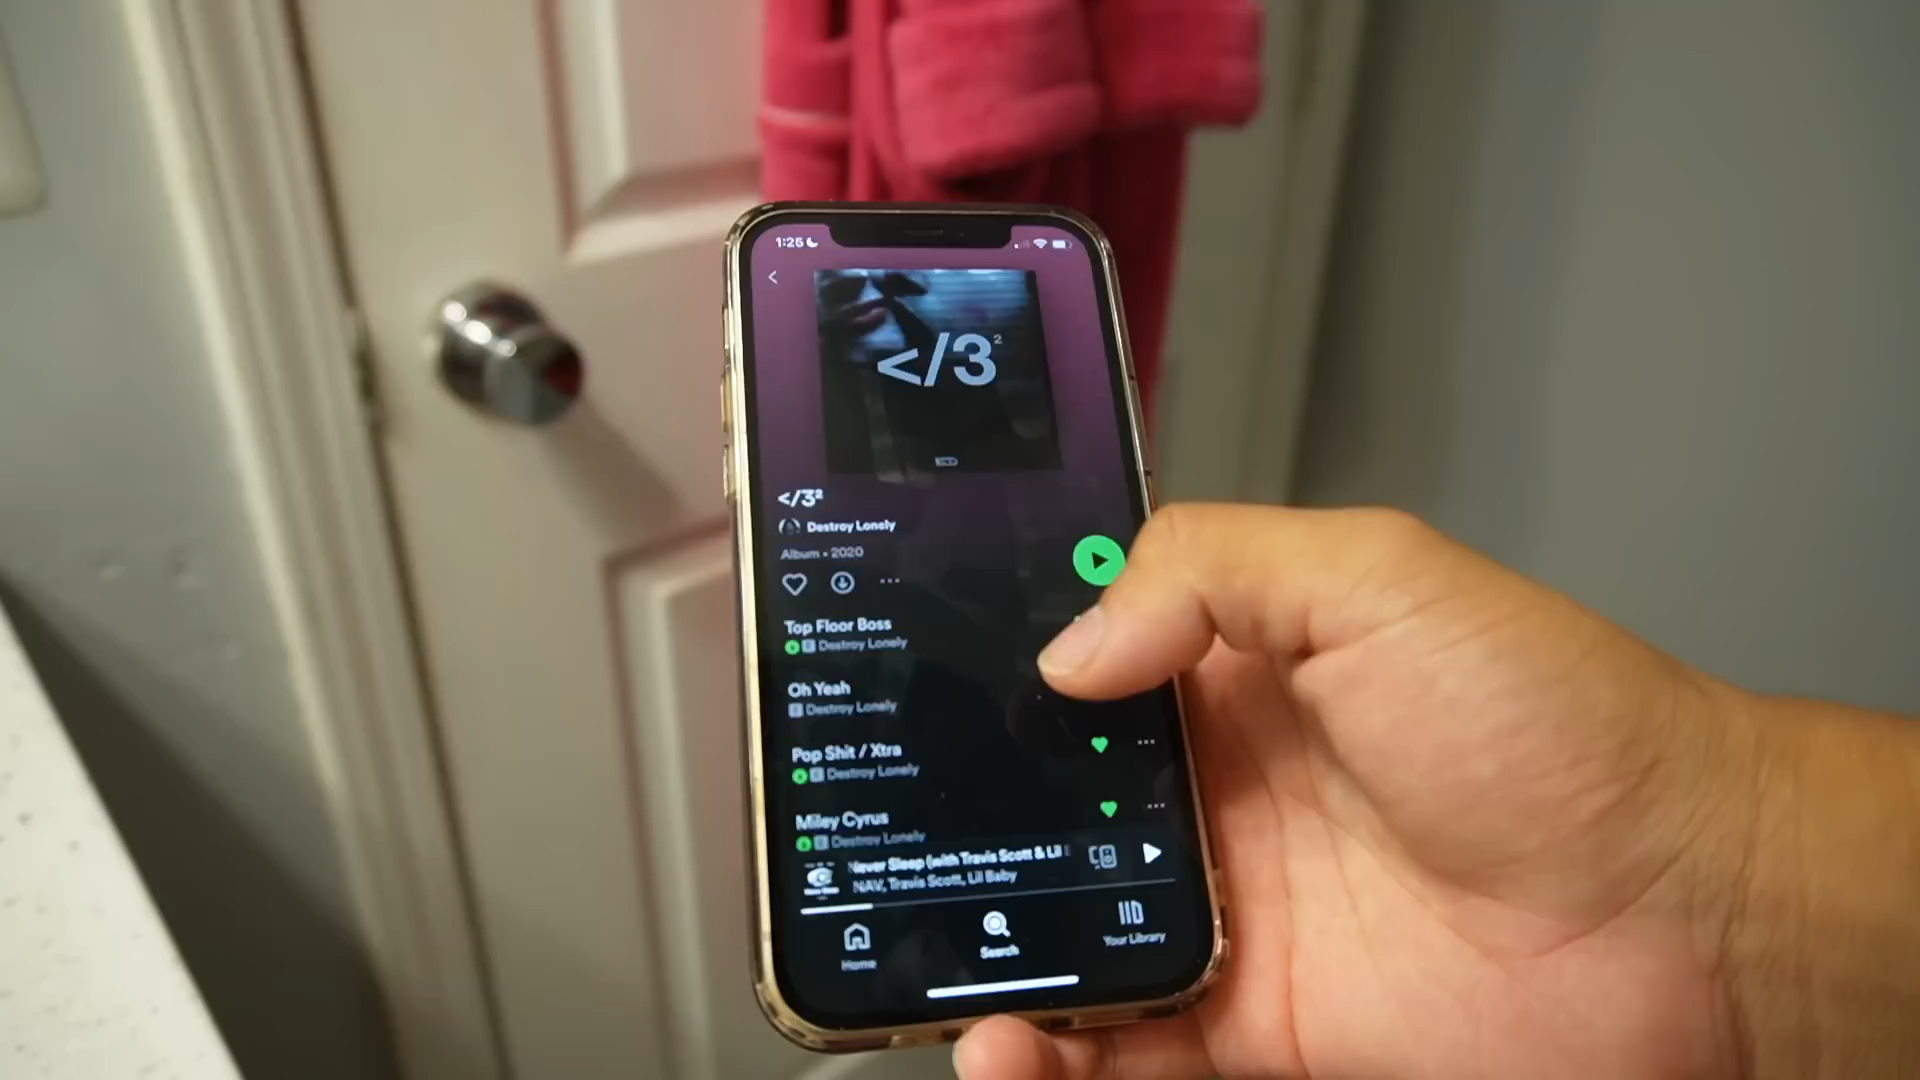 1:25
</3²
</3²
Destroy Lonely
Album • 2020
Top Floor Boss
E Destroy Lonely
Oh Yeah
E Destroy Lonely
Pop Shit / Xtra
E Destroy Lonely
Miley Cyrus
E Destroy Lonely
Never Sleep (with Travis Scott & Lil
NAV, Travis Scott, Lil Baby
Home
Search
Your Library